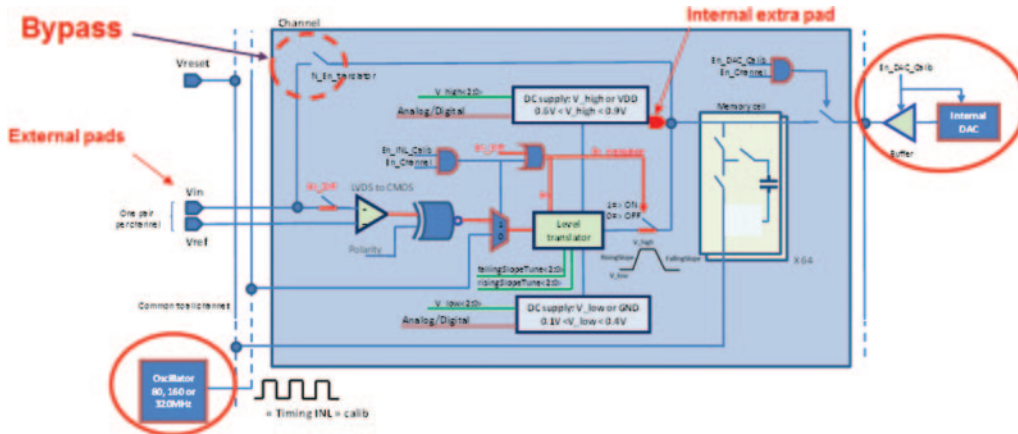 Bypass
Internal extra pad
Channel
Vreset
N_En_translator
En_DAC_Calib
En_Channel
V_high<2:0>
Analog/Digital
DC supply: V_high or VDD
0.6V < V_high < 0.9V
Memory cell
En_DAC_Calib
Internal
DAC
Buffer
External pads
En_INL_Calib
En_Channel
Vin
LVDS to CMOS
One pair
per channel
Vref
Polarity
1
0
Level
translator
1=> ON
0=> OFF
V_high
RisingSlope
FallingSlope
V_low
X64
fallingSlopeTune<2:0>
risingSlopeTune<2:0>
V_low<2:0>
Analog/Digital
DC supply: V_low or GND
0.1V <V_low < 0.4V
Common to all channels
Oscillator
80, 160 or
320MHz
« Timing INL » calib